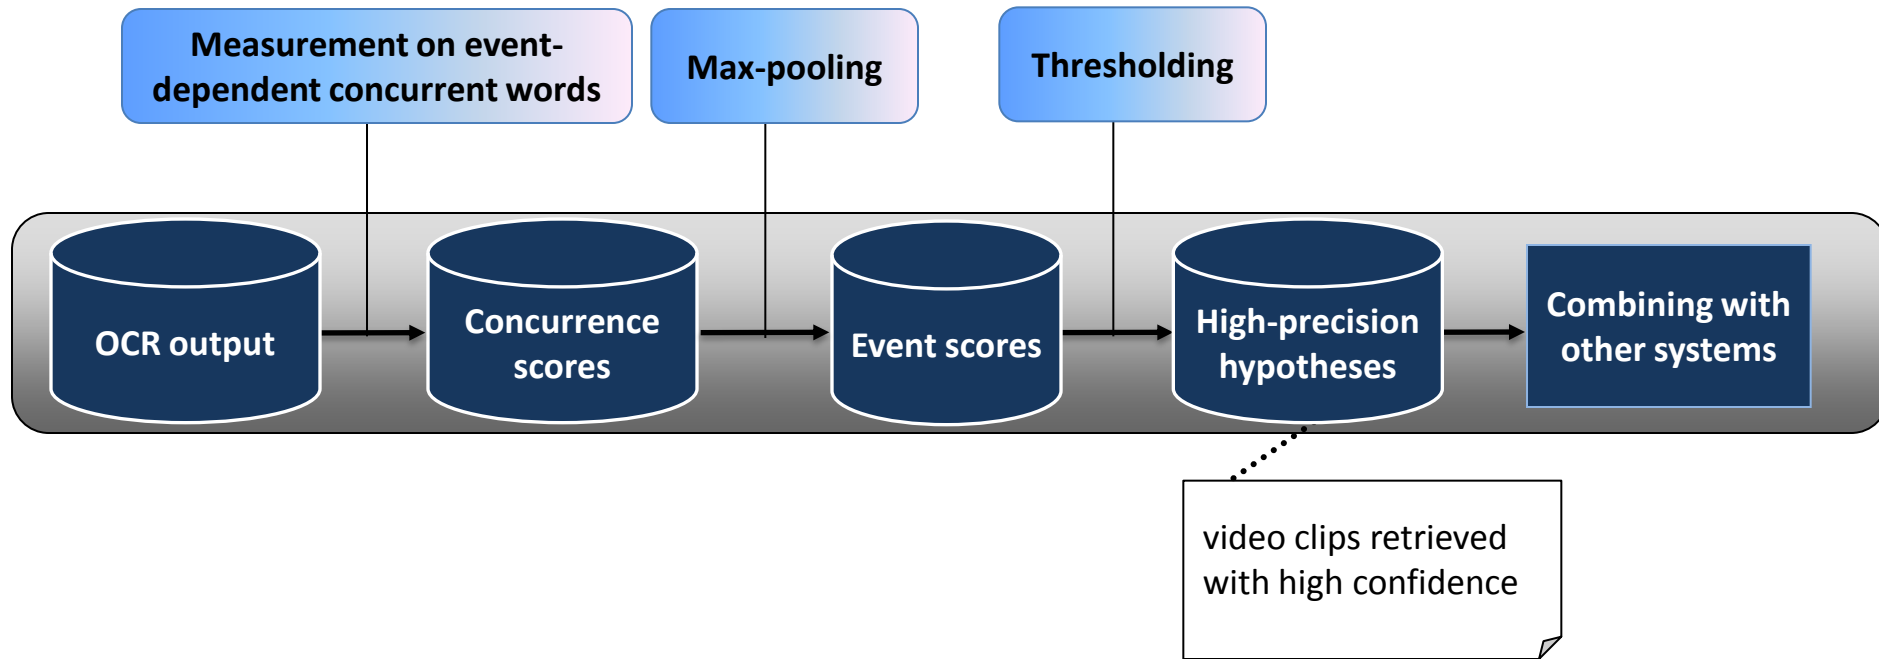 Measurement on event-
dependent concurrent words
Max-pooling
Thresholding
OCR output
Concurrence
scores
Event scores
High-precision
hypotheses
Combining with
other systems
video clips retrieved
with high confidence